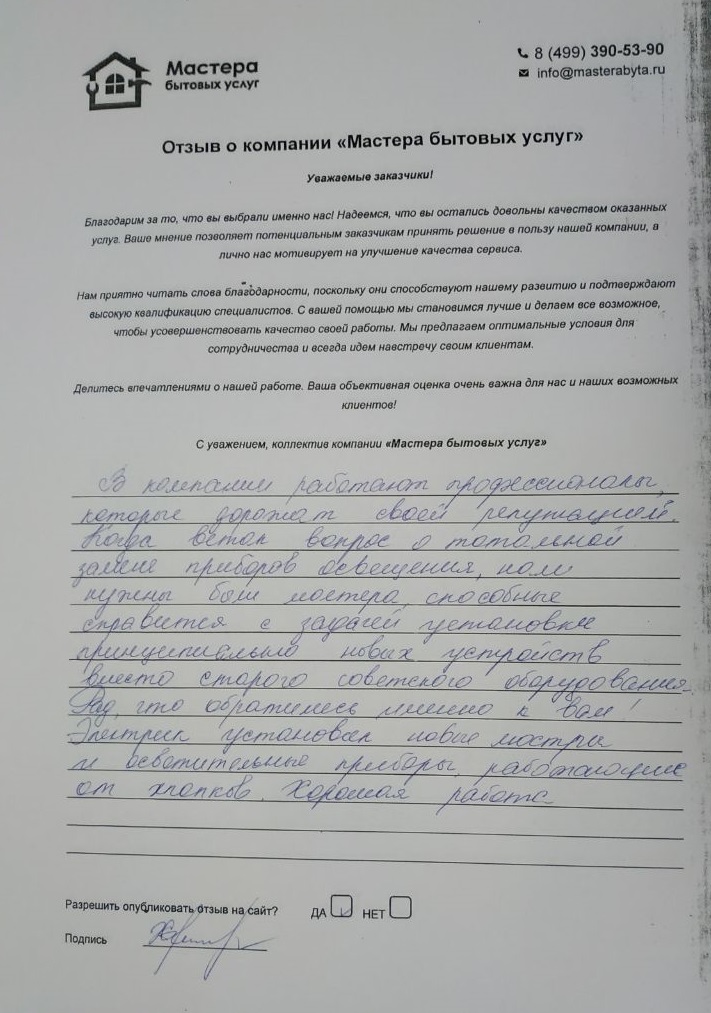 Мастера
бытовых услуг
8 (499) 390-53-90
info@masterabyta.ru
Отзыв о компании «Мастера бытовых услуг»
Уважаемые заказчики!
Благодарим за то, что вы выбрали именно нас! Надеемся, что вы остались довольны качеством оказанных
услуг. Ваше мнение позволяет потенциальным заказчикам принять решение в пользу нашей компании, а
лично нас мотивирует на улучшение качества сервиса.
Нам приятно читать слова благодарности, поскольку они способствуют нашему развитию и подтверждают
высокую квалификацию специалистов. С вашей помощью мы становимся лучше и делаем все возможное,
чтобы усовершенствовать качество своей работы. Мы предлагаем оптимальные условия для
сотрудничества и всегда идем навстречу своим клиентам.
Делитесь впечатлениями о нашей работе. Ваша объективная оценка очень важна для нас и наших возможных
клиентов!
С уважением, коллектив компании «Мастера бытовых услуг»
В компании работают профессионалы,
которые дорожат своей репутацией.
Когда встал вопрос о тотальной
замене приборов освещения, нам
нужны были мастера, способные
справится с задачей установки
принципиально новых устройств
вместо старого советского оборудования.
Рад, что обратились именно к вам!
Электрик установил новые люстры
и осветительные приборы, работающие
от хлопков. Хорошая работа
Разрешить опубликовать отзыв на сайт? ДА НЕТ
Подпись